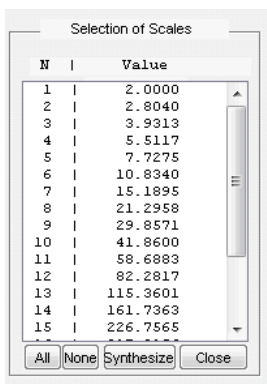 Selection of Scales
N | Value
1 | 2.0000
2 | 2.8040
3 | 3.9313
4 | 5.5117
5 | 7.7275
6 | 10.8340
7 | 15.1895
8 | 21.2958
9 | 29.8571
10 | 41.8600
11 | 58.6883
12 | 82.2817
13 | 115.3601
14 | 161.7363
15 | 226.7565
All None Synthesize Close